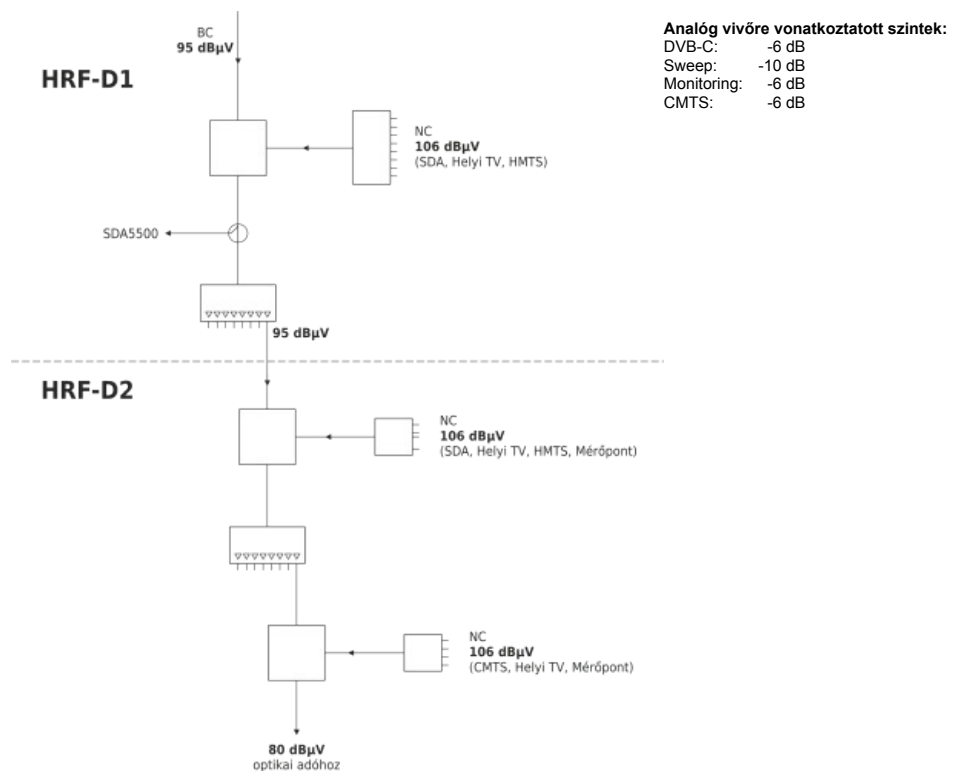 BC
95 dBµV
HRF-D1
NC
106 dBµV
(SDA, Helyi TV, HMTS)
SDA5500
95 dBµV
HRF-D2
NC
106 dBµV
(SDA, Helyi TV, HMTS, Mérőpont)
NC
106 dBµV
(CMTS, Helyi TV, Mérőpont)
80 dBµV
optikai adóhoz
Analóg vivőre vonatkoztatott szintek:
DVB-C: -6 dB
Sweep: -10 dB
Monitoring: -6 dB
CMTS: -6 dB